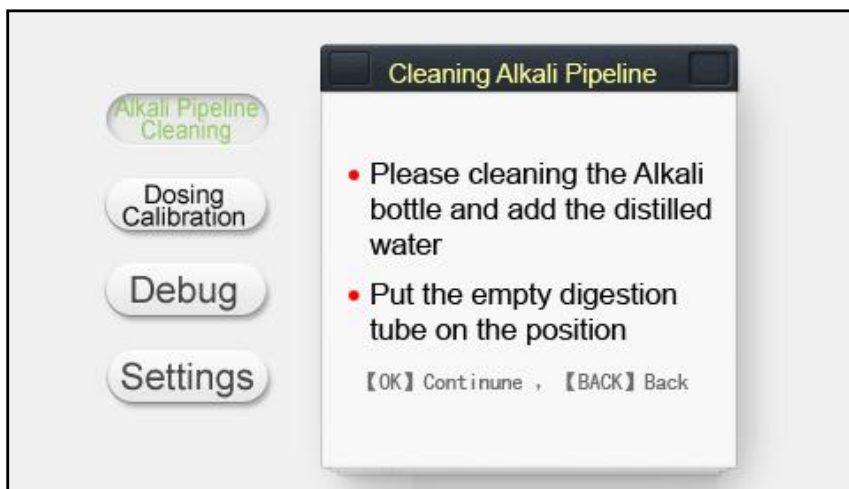 Alkali Pipeline
Cleaning
Dosing
Calibration
Debug
Settings
Cleaning Alkali Pipeline
• Please cleaning the Alkali
bottle and add the distilled
water
• Put the empty digestion
tube on the position
【OK】Continune , 【BACK】Back